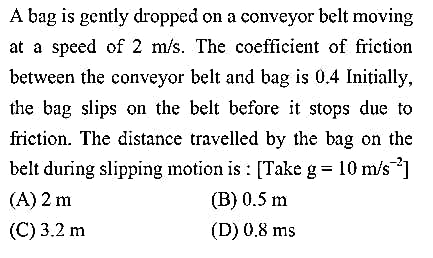 A bag is gently dropped on a conveyor belt moving
at a speed of 2 m/s. The coefficient of friction
between the conveyor belt and bag is 0.4 Initially,
the bag slips on the belt before it stops due to
friction. The distance travelled by the bag on the
belt during slipping motion is : [Take g = 10 m/s⁻²]
(A) 2 m (B) 0.5 m
(C) 3.2 m (D) 0.8 ms